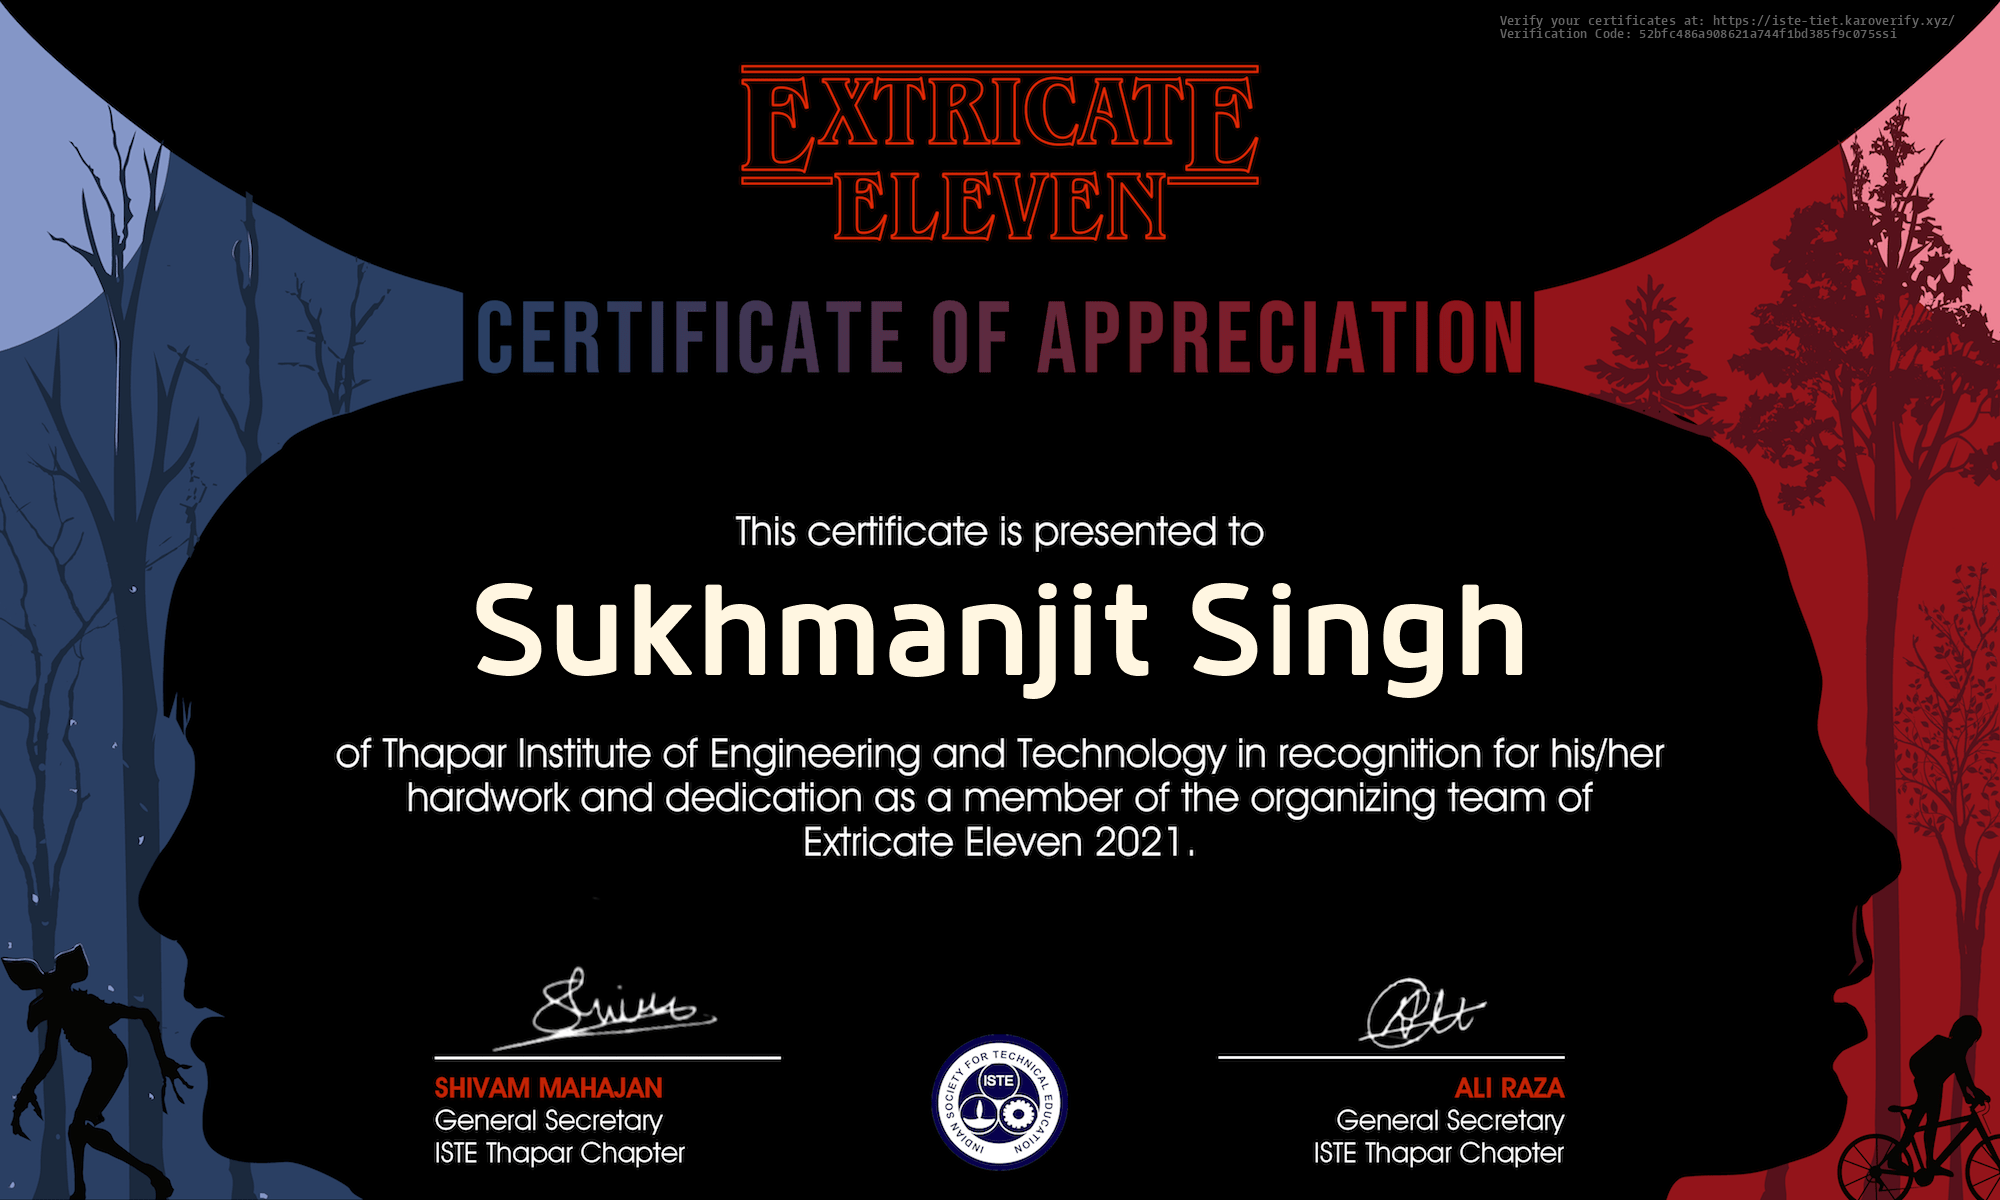 Verify your certificates at: https://iste-tiet.karoverify.xyz/
Verification Code: 52bfc486a908621a744f1bd385f9c075ssi
EXTRICATE
ELEVEN
CERTIFICATE OF APPRECIATION
This certificate is presented to
Sukhmanjit Singh
of Thapar Institute of Engineering and Technology in recognition for his/her
hardwork and dedication as a member of the organizing team of
Extricate Eleven 2021.
SHIVAM MAHAJAN
General Secretary
ISTE Thapar Chapter
INDIAN SOCIETY FOR TECHNICAL EDUCATION
ISTE
ALI RAZA
General Secretary
ISTE Thapar Chapter